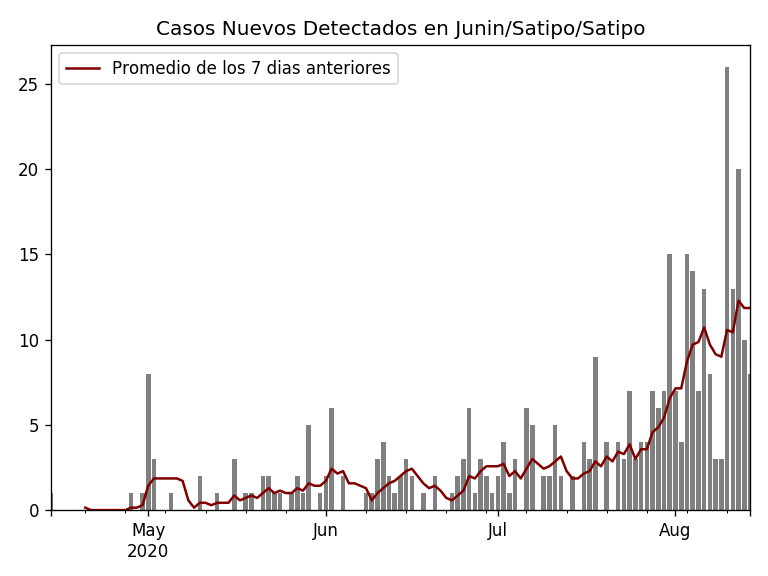 Casos Nuevos Detectados en Junin/Satipo/Satipo
Promedio de los 7 dias anteriores
25
20
15
10
5
0
May Jun Jul Aug
2020